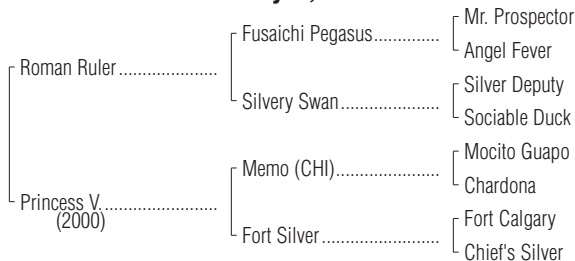 Mr. Prospector
Fusaichi Pegasus
Angel Fever
Roman Ruler
Silver Deputy
Silvery Swan
Sociable Duck
Mocito Guapo
Memo (CHI)
Chardona
Princess V.
(2000)
Fort Calgary
Fort Silver
Chief's Silver